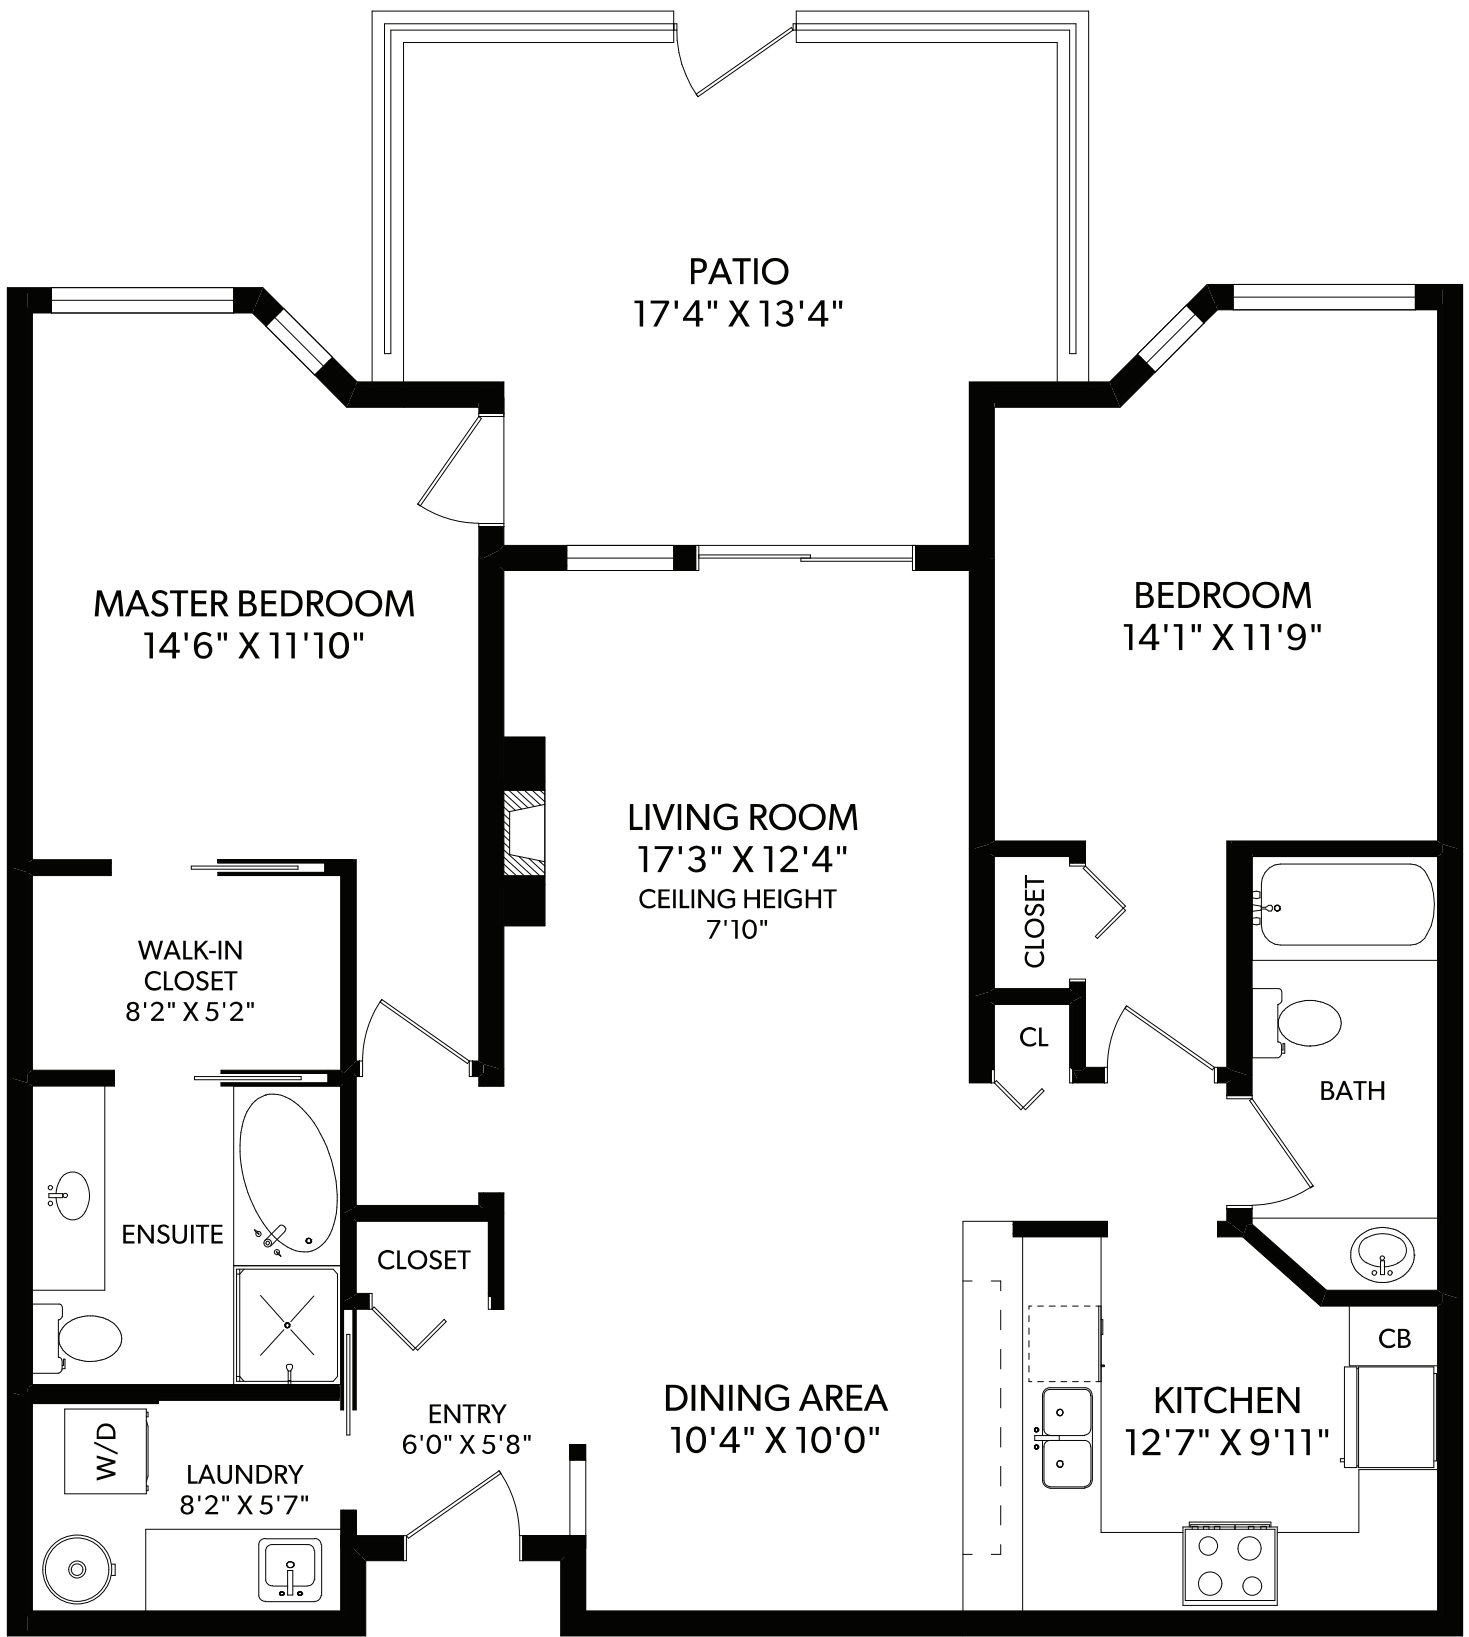 PATIO
17'4" X 13'4"
MASTER BEDROOM
14'6" X 11'10"
BEDROOM
14'1" X 11'9"
LIVING ROOM
17'3" X 12'4"
CEILING HEIGHT
7'10"
WALK-IN
CLOSET
8'2" X 5'2"
CLOSET
CL
BATH
ENSUITE
CLOSET
CB
DINING AREA
10'4" X 10'0"
KITCHEN
12'7" X 9'11"
ENTRY
6'0" X 5'8"
W/D
LAUNDRY
8'2" X 5'7"